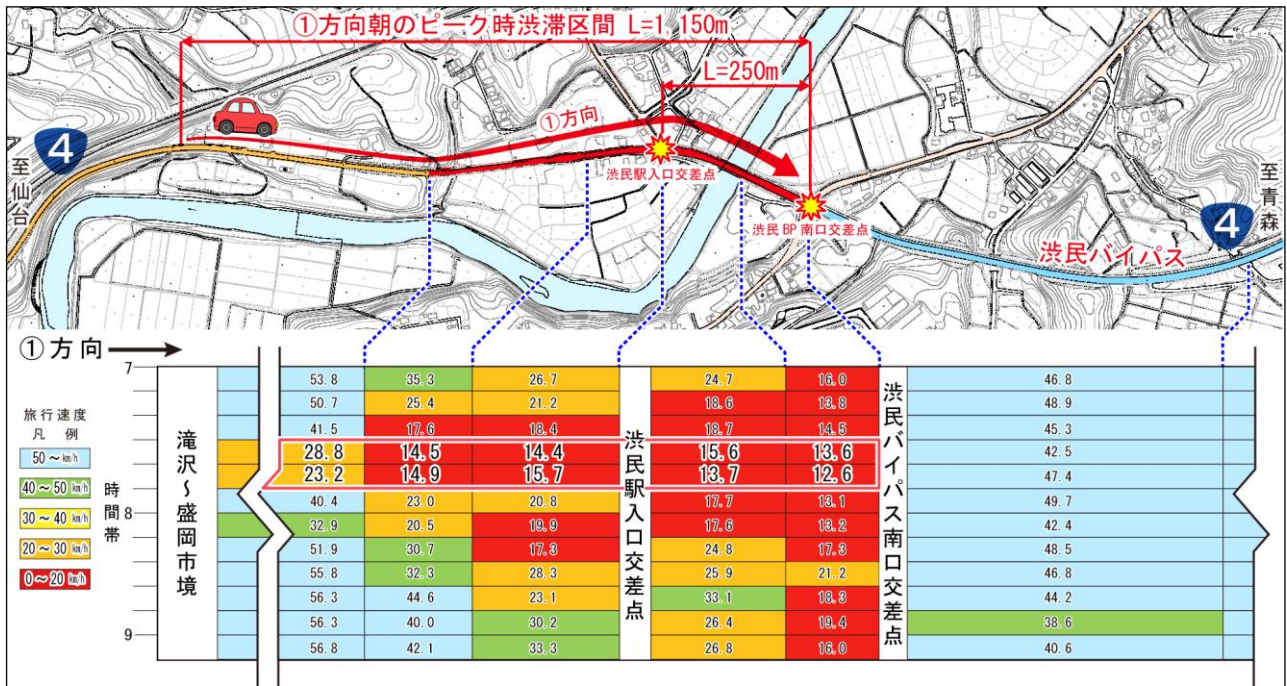 ①方向朝のピーク時渋滞区間 L=1,150m
L=250m
①方向
4
至仙台
渋民駅入口交差点
渋民BP南口交差点
渋民バイパス
4
至青森
①方向
旅行速度
凡例
50～km/h
40～50 km/h
30～40 km/h
20～30 km/h
0～20 km/h
時間帯
7
8
9
滝沢～盛岡市境
渋民駅入口交差点
渋民バイパス南口交差点
53.8 35.3 26.7 24.7 16.0 46.8
50.7 25.4 21.2 18.6 13.8 48.9
41.5 17.6 18.4 18.7 14.5 45.3
28.8 14.5 14.4 15.6 13.6 42.5
23.2 14.9 15.7 13.7 12.6 47.4
40.4 23.0 20.8 17.7 13.1 49.7
32.9 20.5 19.9 17.6 13.2 42.4
51.9 30.7 17.3 24.8 17.3 48.5
55.8 32.3 28.3 25.9 21.2 46.8
56.3 44.6 23.1 33.1 18.3 44.2
56.3 40.0 30.2 26.4 19.4 38.6
56.8 42.1 33.3 26.8 16.0 40.6